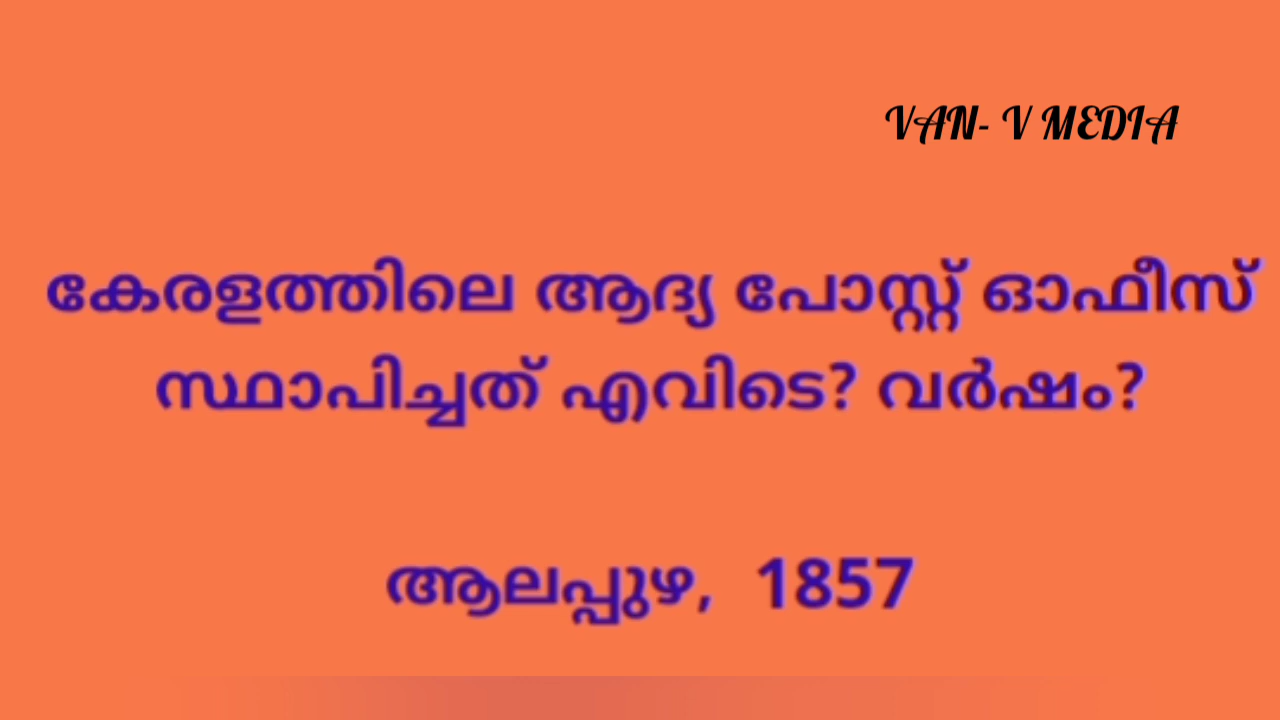 VAN- V MEDIA
കേരളത്തിലെ ആദ്യ പോസ്റ്റ് ഓഫീസ്
സ്ഥാപിച്ചത് എവിടെ? വർഷം?
ആലപ്പുഴ, 1857